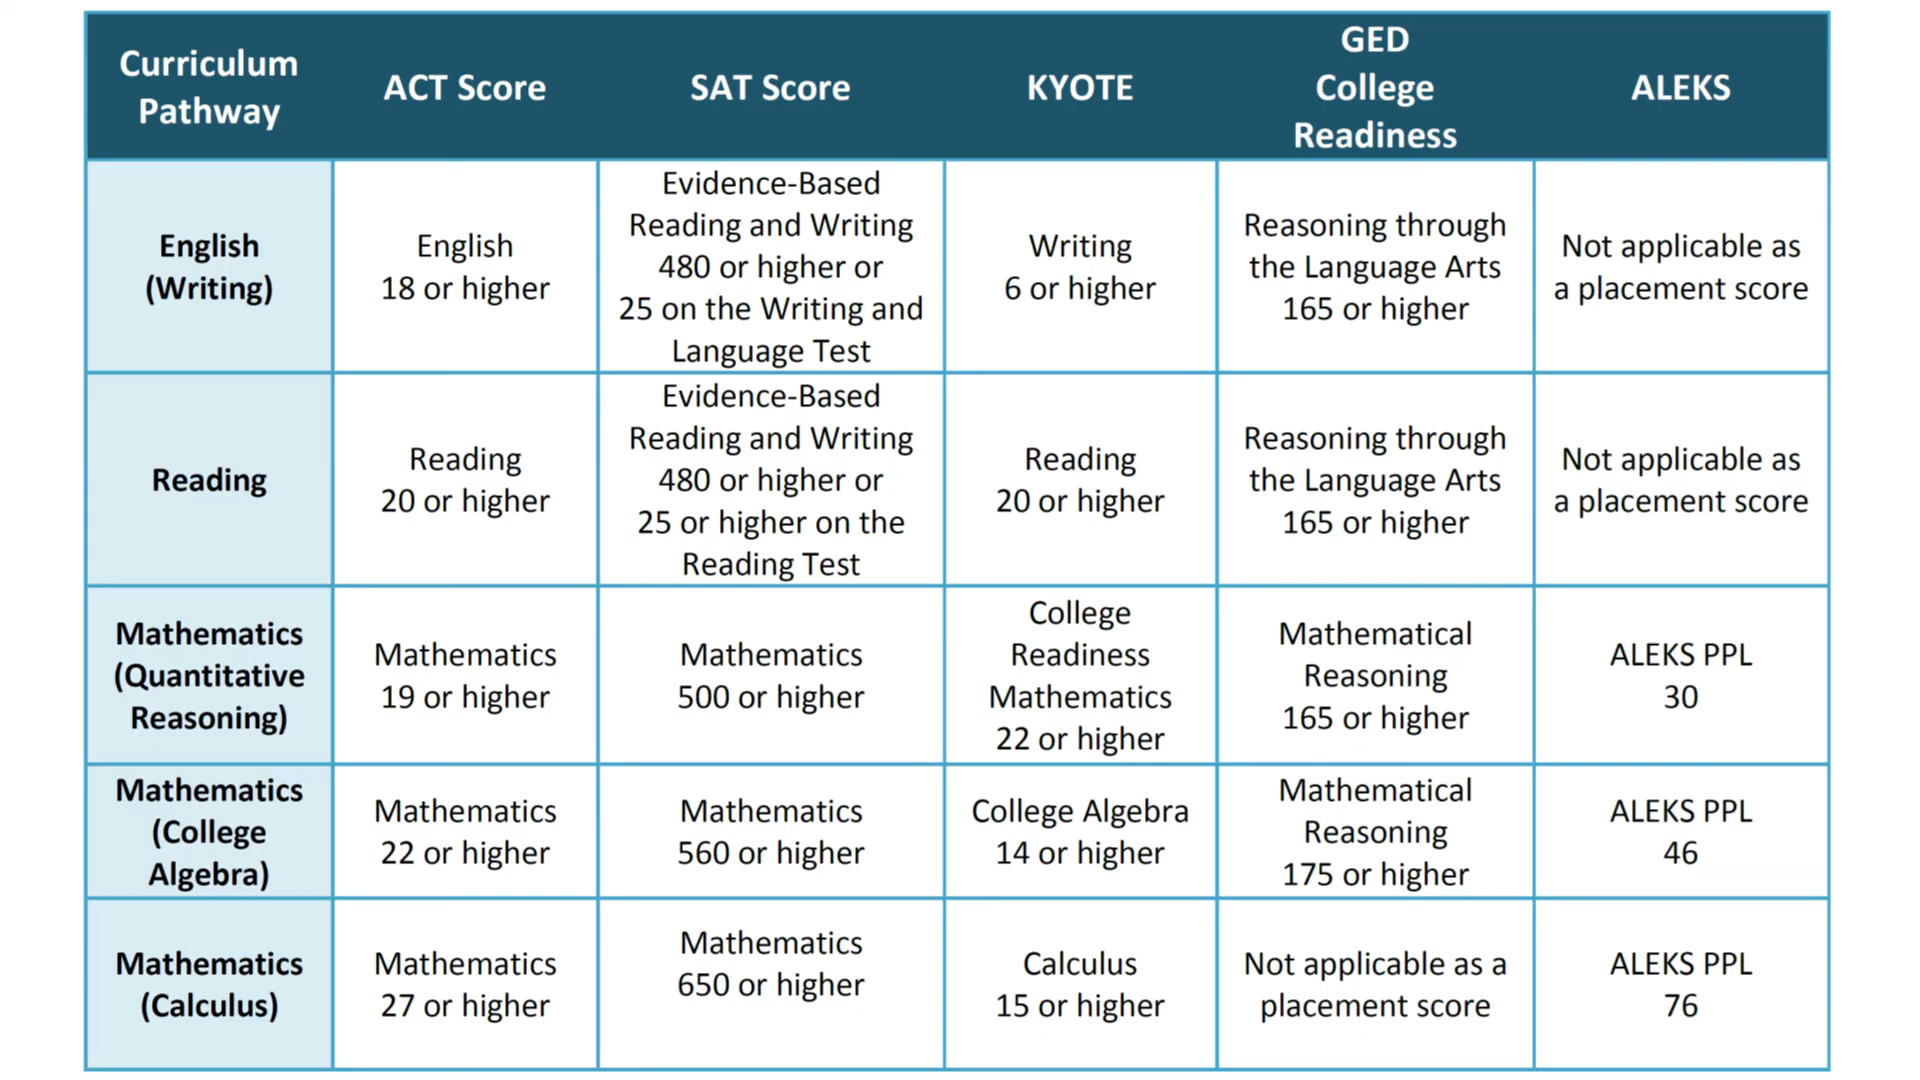 Curriculum
Pathway
ACT Score
SAT Score
KYOTE
GED
College
Readiness
ALEKS
English
(Writing)
English
18 or higher
Evidence-Based
Reading and Writing
480 or higher or
25 on the Writing and
Language Test
Writing
6 or higher
Reasoning through
the Language Arts
165 or higher
Not applicable as
a placement score
Reading
Reading
20 or higher
Evidence-Based
Reading and Writing
480 or higher or
25 or higher on the
Reading Test
Reading
20 or higher
Reasoning through
the Language Arts
165 or higher
Not applicable as
a placement score
Mathematics
(Quantitative
Reasoning)
Mathematics
19 or higher
Mathematics
500 or higher
College
Readiness
Mathematics
22 or higher
Mathematical
Reasoning
165 or higher
ALEKS PPL
30
Mathematics
(College
Algebra)
Mathematics
22 or higher
Mathematics
560 or higher
College Algebra
14 or higher
Mathematical
Reasoning
175 or higher
ALEKS PPL
46
Mathematics
(Calculus)
Mathematics
27 or higher
Mathematics
650 or higher
Calculus
15 or higher
Not applicable as a
placement score
ALEKS PPL
76